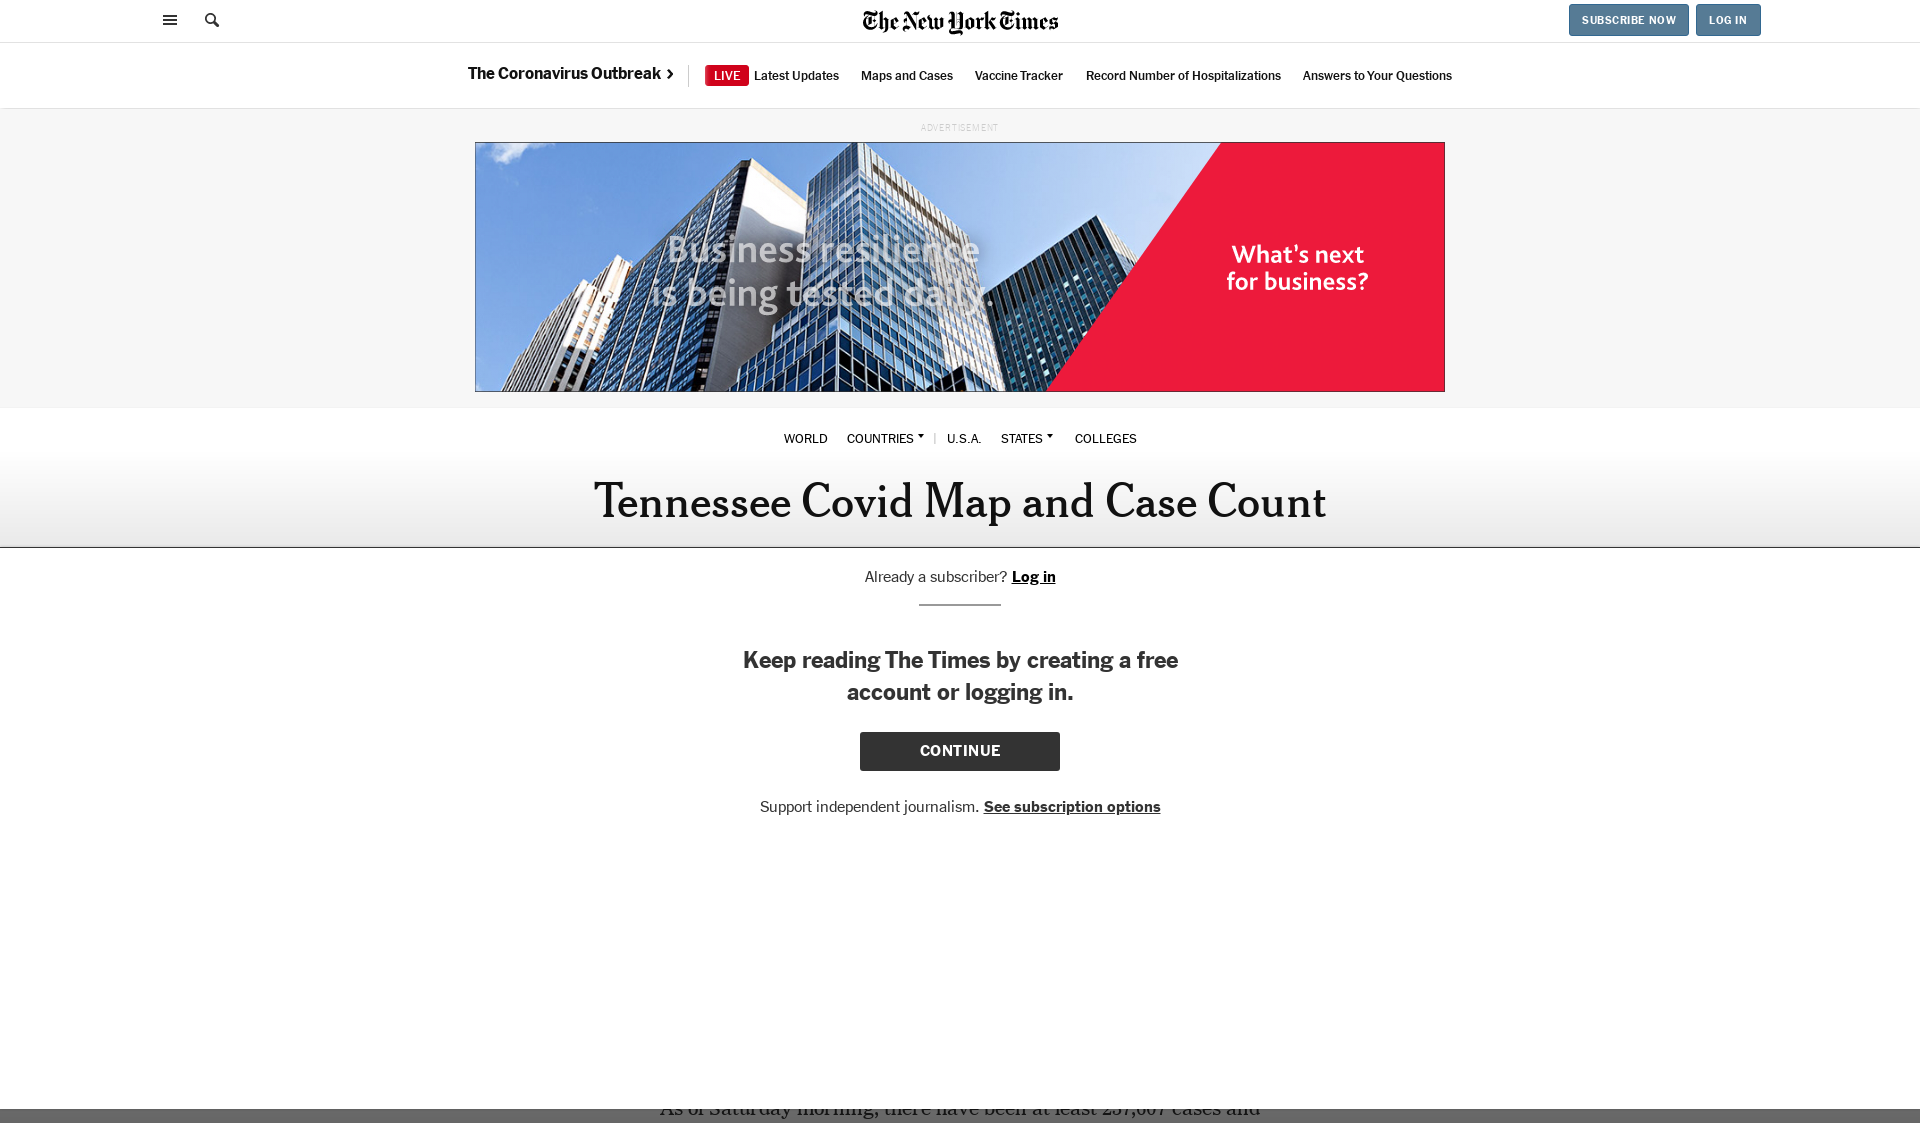 The New York Times
SUBSCRIBE NOW
LOG IN
The Coronavirus Outbreak
LIVE Latest Updates
Maps and Cases
Vaccine Tracker
Record Number of Hospitalizations
Answers to Your Questions
ADVERTISEMENT
Business resilience
is being tested daily.
What's next
for business?
WORLD COUNTRIES U.S.A. STATES COLLEGES
Tennessee Covid Map and Case Count
Already a subscriber? Log in
Keep reading The Times by creating a free
account or logging in.
CONTINUE
Support independent journalism. See subscription options
As of Saturday morning, there have been at least 257,607 cases and